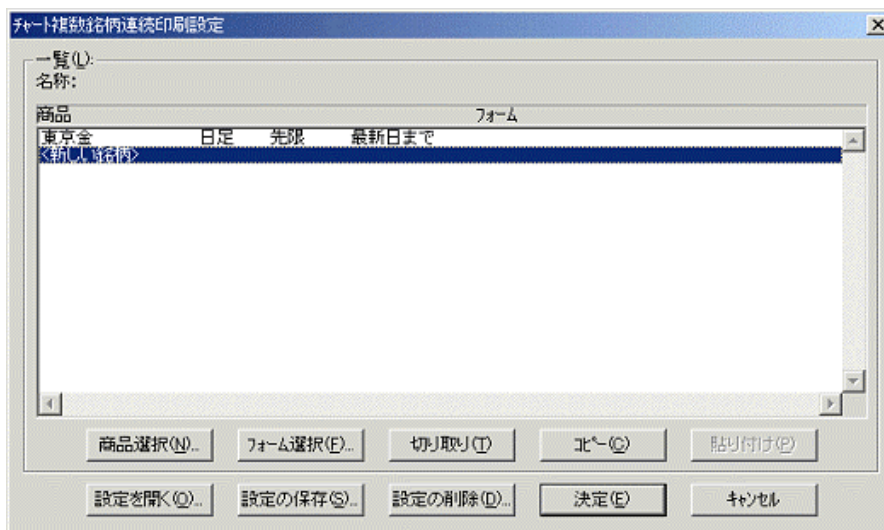 ﾁｬｰﾄ複数銘柄連続印刷設定
一覧(L):
名称:
商品 ﾌｫｰﾑ
東京金 日足 先限 最新日まで
<新しい銘柄>
商品選択(N)... ﾌｫｰﾑ選択(F)... 切り取り(T) ｺﾋﾟｰ(C) 貼り付け(P)
設定を開く(O)... 設定の保存(S)... 設定の削除(D)... 決定(E) ｷｬﾝｾﾙ